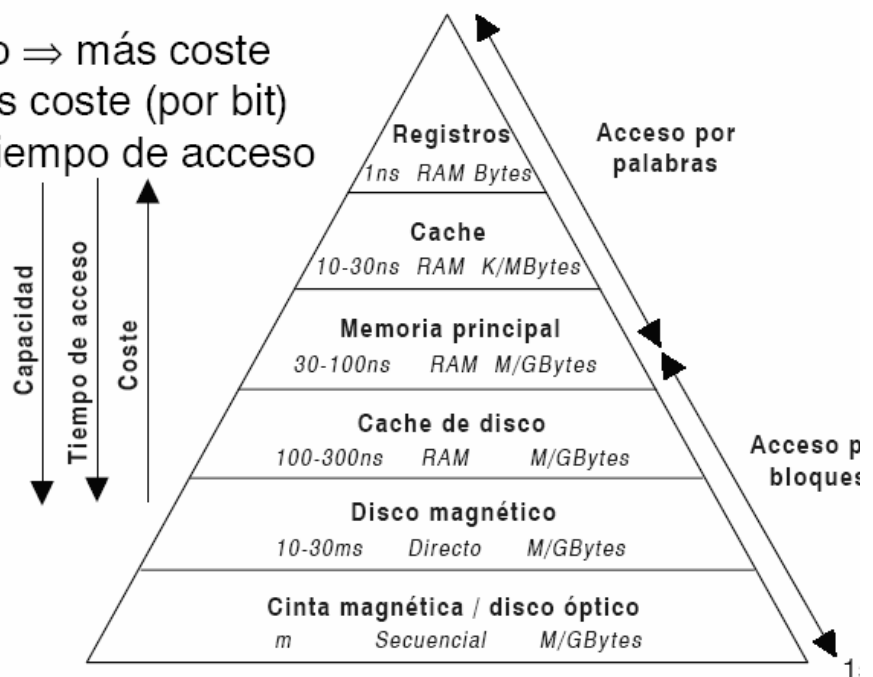 o ⇒ más coste
s coste (por bit)
iempo de acceso
Capacidad
Tiempo de acceso
Coste
Registros
1ns RAM Bytes
Cache
10-30ns RAM K/MBytes
Memoria principal
30-100ns RAM M/GBytes
Cache de disco
100-300ns RAM M/GBytes
Disco magnético
10-30ms Directo M/GBytes
Cinta magnética / disco óptico
m Secuencial M/GBytes
Acceso por
palabras
Acceso p
bloques